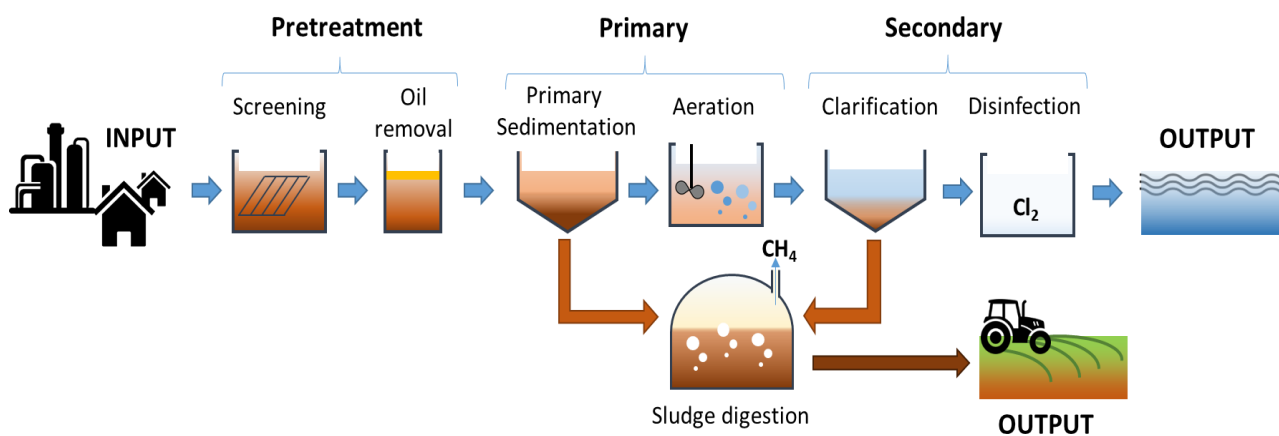 Pretreatment
Primary
Secondary
Screening
Oil
removal
Primary
Sedimentation
Aeration
Clarification
Disinfection
INPUT
OUTPUT
Cl₂
CH₄
Sludge digestion
OUTPUT